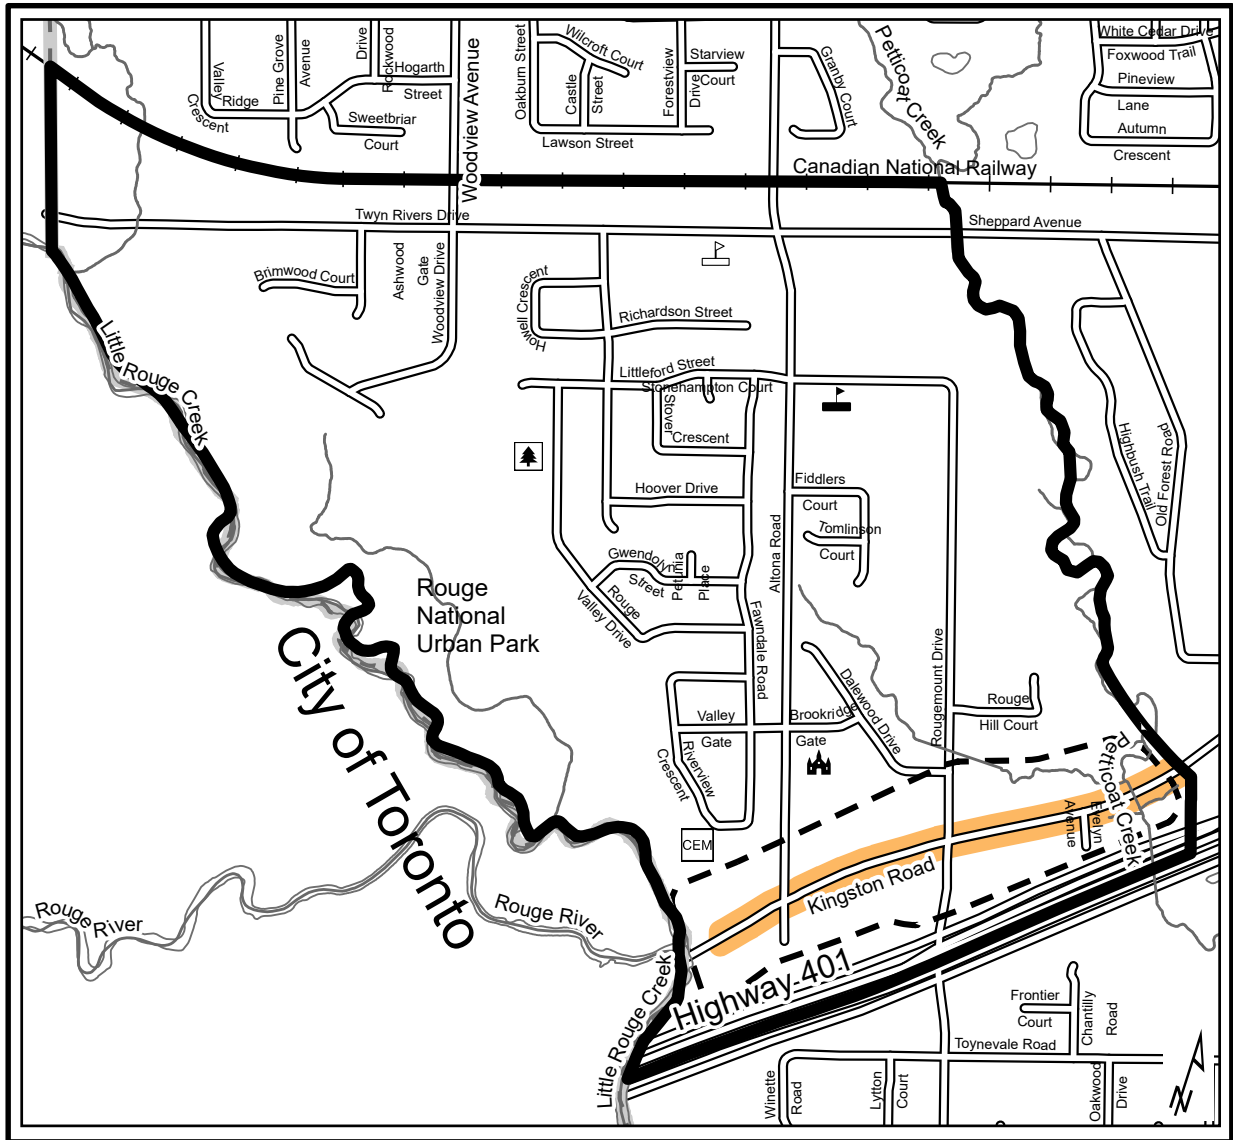 White Cedar Drive
Foxwood Trail
Pineview
Lane
Autumn
Crescent
Petticoat Creek
Granby Court
Wilcroft Court
Castle
Street
Starview
Court
Forestview
Drive
Oakburn Street
Lawson Street
Woodview Avenue
Rockwood
Drive
Hogarth
Street
Pine Grove
Avenue
Valley
Ridge
Crescent
Sweetbriar
Court
Canadian National Railway
Twyn Rivers Drive
Sheppard Avenue
Brimwood Court
Ashwood
Gate
Woodview Drive
Howell Crescent
Richardson Street
Littleford Street
Stonehampton Court
Stover
Crescent
Little Rouge Creek
Highbush Trail
Old Forest Road
Hoover Drive
Fiddlers
Court
Tomlinson
Court
Altona Road
Gwendolyn
Street
Petunia
Place
Rouge
Valley Drive
Fawndale Road
Rouge
National
Urban Park
City of Toronto
Rougemount Drive
Dalewood Drive
Rouge
Hill Court
Valley
Gate
Brookridge
Gate
Riverview
Crescent
CEM
Petticoat Creek
Evelyn
Avenue
Kingston Road
Rouge River
Rouge River
Highway 401
Little Rouge Creek
Frontier
Court
Chantilly
Road
Toynevale Road
Winette
Road
Lytton
Court
Oakwood
Drive
N